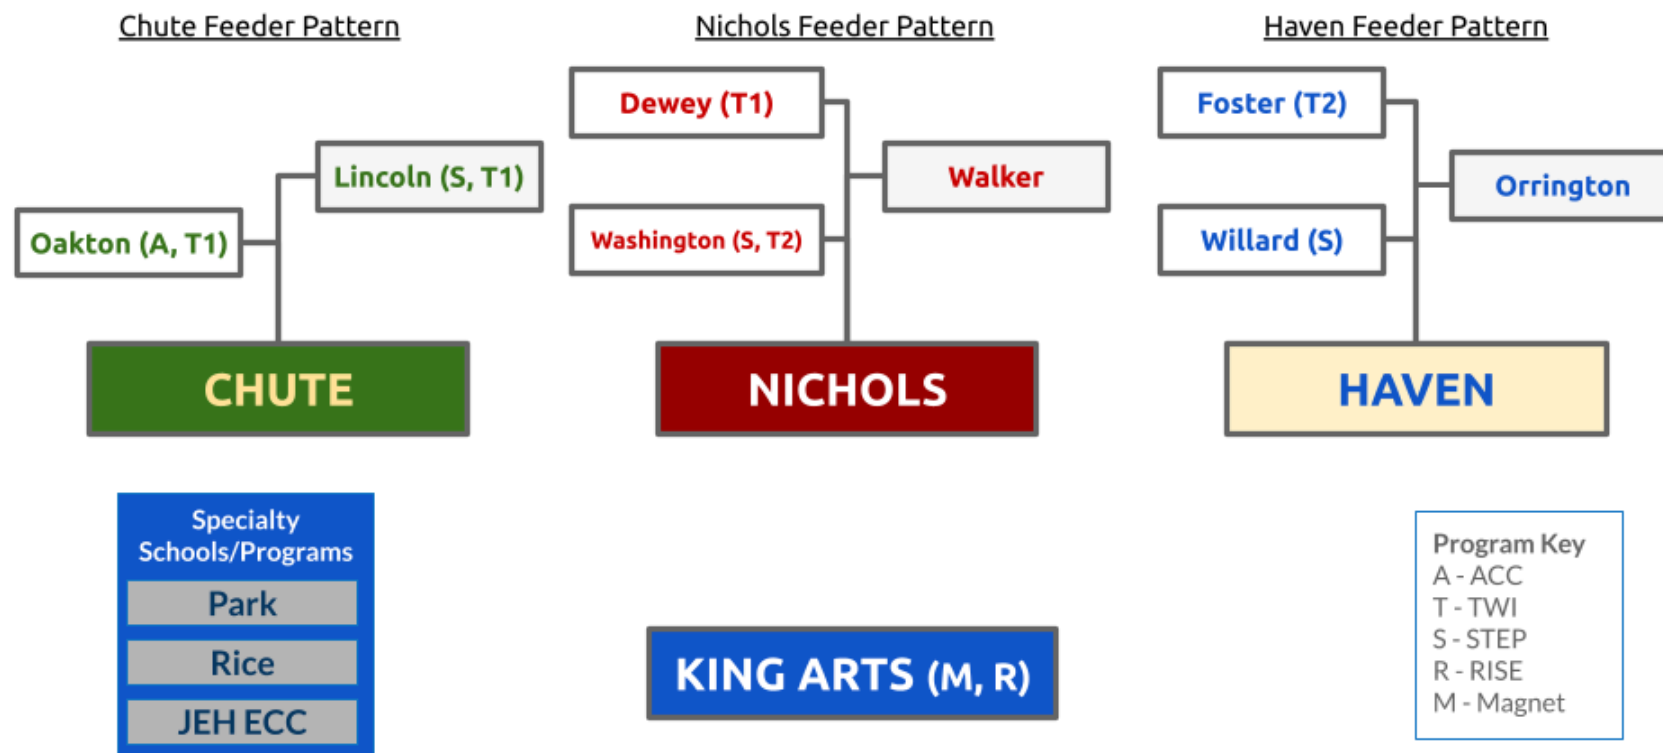 Chute Feeder Pattern
Nichols Feeder Pattern
Haven Feeder Pattern
Lincoln (S, T1)
Oakton (A, T1)
CHUTE
Dewey (T1)
Walker
Washington (S, T2)
NICHOLS
Foster (T2)
Orrington
Willard (S)
HAVEN
Specialty
Schools/Programs
Park
Rice
JEH ECC
KING ARTS (M, R)
Program Key
A - ACC
T - TWI
S - STEP
R - RISE
M - Magnet